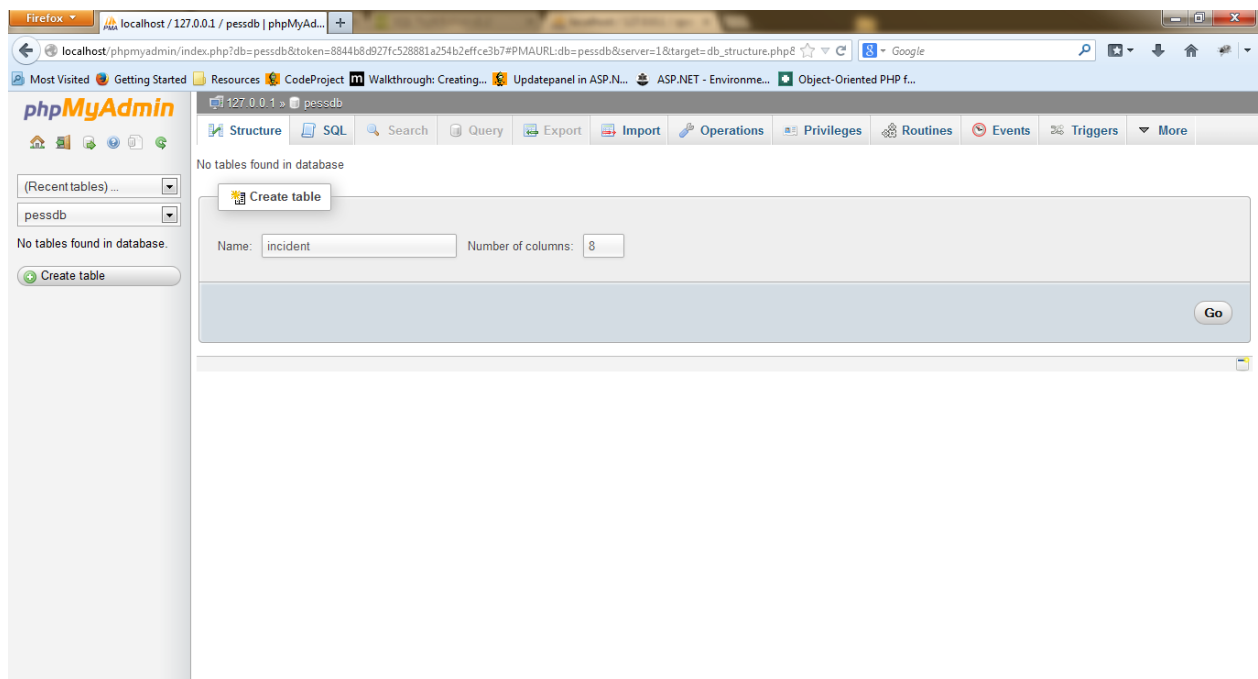 Firefox
localhost / 127.0.0.1 / pessdb | phpMyAd...
localhost/phpmyadmin/index.php?db=pessdb&token=8844b8d927fc528881a254b2effce3b7#PMAURL:db=pessdb&server=1&target=db_structure.php&
Google
Most Visited Getting Started Resources CodeProject Walkthrough: Creating... Updatepanel in ASP.N... ASP.NET - Environme... Object-Oriented PHP f...
phpMyAdmin
(Recent tables) ...
pessdb
No tables found in database.
Create table
127.0.0.1 » pessdb
Structure SQL Search Query Export Import Operations Privileges Routines Events Triggers More
No tables found in database
Create table
Name: incident Number of columns: 8
Go